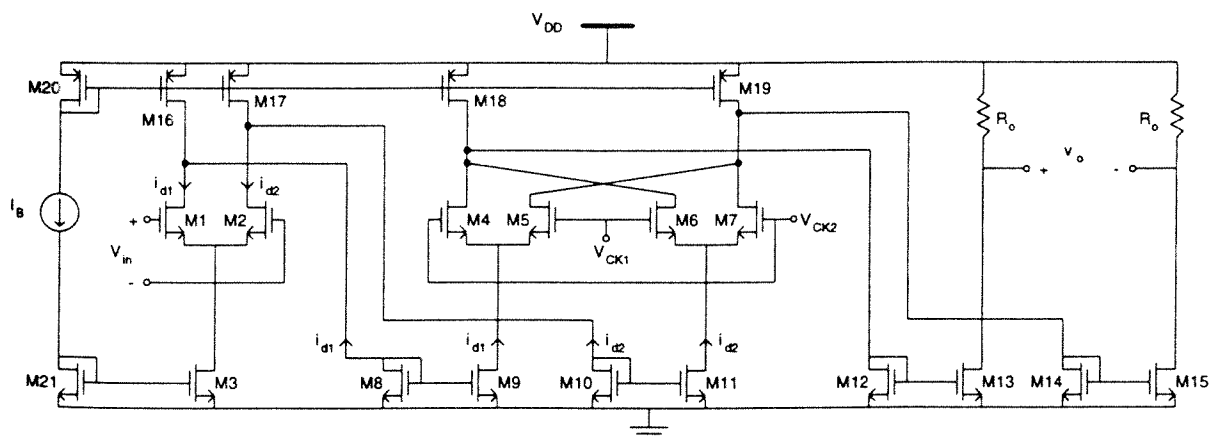 V_DD
M20
M16
M17
M18
M19
R_o
R_o
v_o
+
-
i_d1
i_d2
I_B
+
M1
M2
M4
M5
M6
M7
V_CK2
V_in
V_CK1
-
i_d1
i_d1
i_d2
i_d2
M21
M3
M8
M9
M10
M11
M12
M13
M14
M15